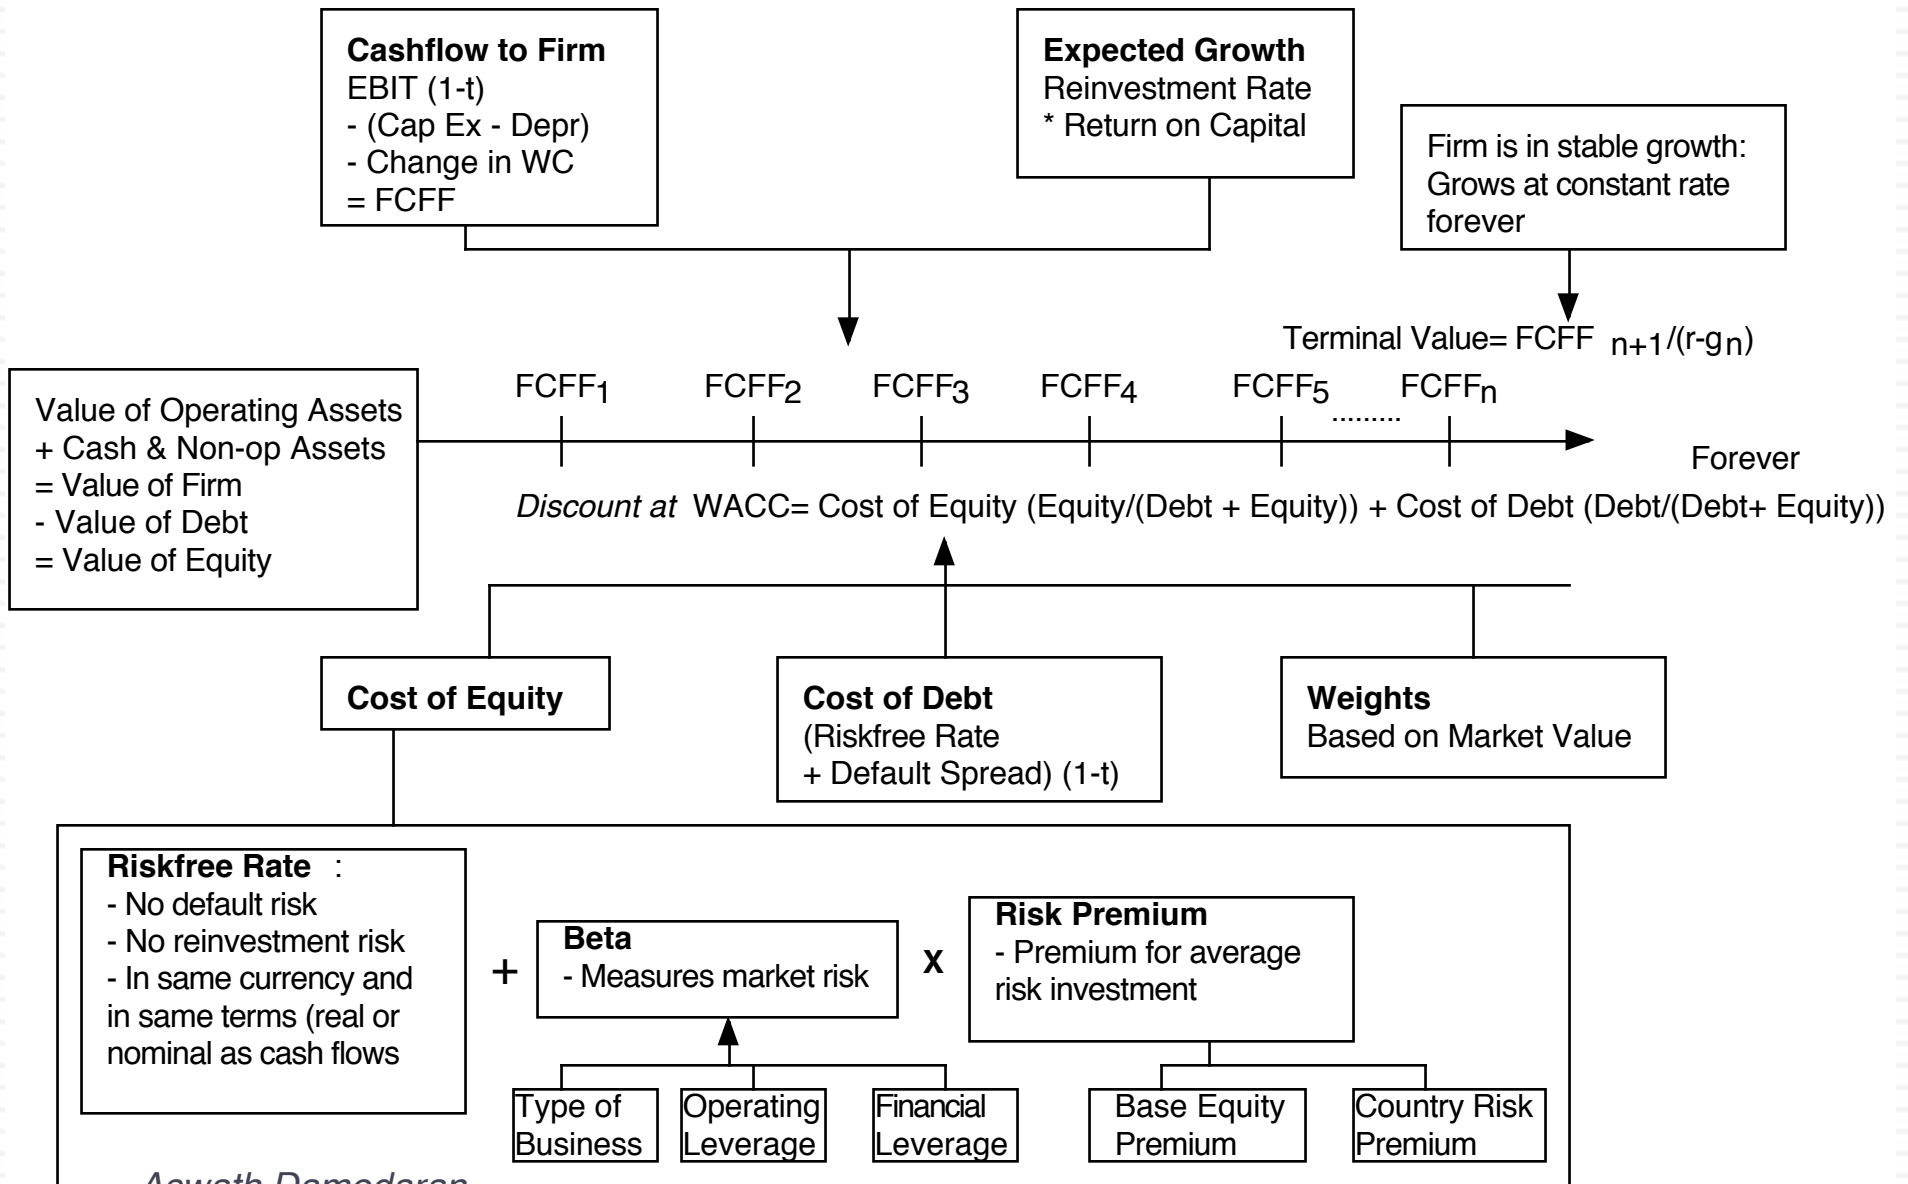 Cashflow to Firm
EBIT (1-t)
- (Cap Ex - Depr)
- Change in WC
= FCFF
Expected Growth
Reinvestment Rate
* Return on Capital
Firm is in stable growth:
Grows at constant rate
forever
Terminal Value= FCFF n+1/(r-gn)
FCFF1 FCFF2 FCFF3 FCFF4 FCFF5 ......... FCFFn
Forever
Value of Operating Assets
+ Cash & Non-op Assets
= Value of Firm
- Value of Debt
= Value of Equity
Discount at WACC= Cost of Equity (Equity/(Debt + Equity)) + Cost of Debt (Debt/(Debt+ Equity))
Cost of Equity
Cost of Debt
(Riskfree Rate
+ Default Spread) (1-t)
Weights
Based on Market Value
Riskfree Rate :
- No default risk
- No reinvestment risk
- In same currency and
in same terms (real or
nominal as cash flows
+
Beta
- Measures market risk
X
Risk Premium
- Premium for average
risk investment
Type of
Business
Operating
Leverage
Financial
Leverage
Base Equity
Premium
Country Risk
Premium
Aswath Damodaran